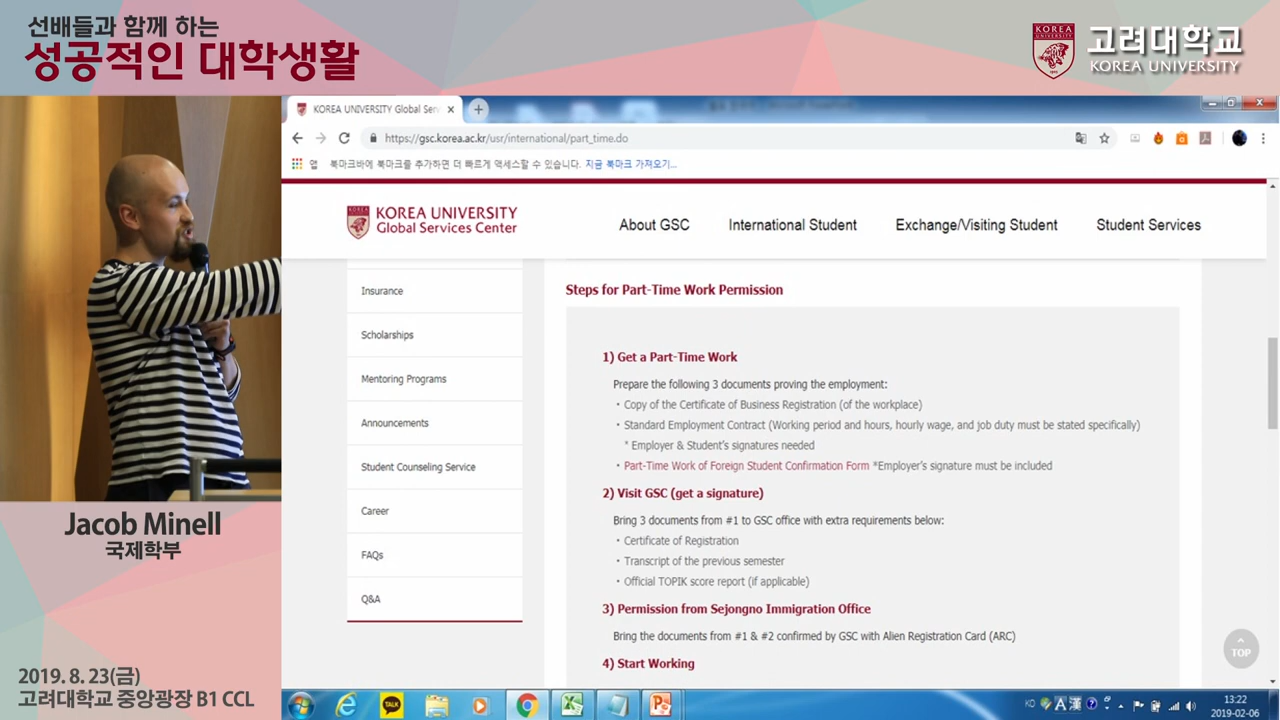 선배들과 함께 하는
성공적인 대학생활
KOREA
고려대학교
KOREA UNIVERSITY
KOREA UNIVERSITY Global Serv
https://gsc.korea.ac.kr/usr/international/part_time.do
앱 북마크바에 북마크를 추가하면 더 빠르게 액세스할 수 있습니다. 지금 북마크 가져오기...
KOREA UNIVERSITY
Global Services Center
About GSC
International Student
Exchange/Visiting Student
Student Services
Insurance
Scholarships
Mentoring Programs
Announcements
Student Counseling Service
Career
FAQs
Q&A
Steps for Part-Time Work Permission
1) Get a Part-Time Work
Prepare the following 3 documents proving the employment:
• Copy of the Certificate of Business Registration (of the workplace)
• Standard Employment Contract (Working period and hours, hourly wage, and job duty must be stated specifically)
* Employer & Student's signatures needed
• Part-Time Work of Foreign Student Confirmation Form *Employer's signature must be included
2) Visit GSC (get a signature)
Bring 3 documents from #1 to GSC office with extra requirements below:
• Certificate of Registration
• Transcript of the previous semester
• Official TOPIK score report (if applicable)
3) Permission from Sejongno Immigration Office
Bring the documents from #1 & #2 confirmed by GSC with Alien Registration Card (ARC)
4) Start Working
TOP
Jacob Minell
국제학부
2019. 8. 23(금)
고려대학교 중앙광장 B1 CCL
TALK
KO
A 漢
13:22
2019-02-06